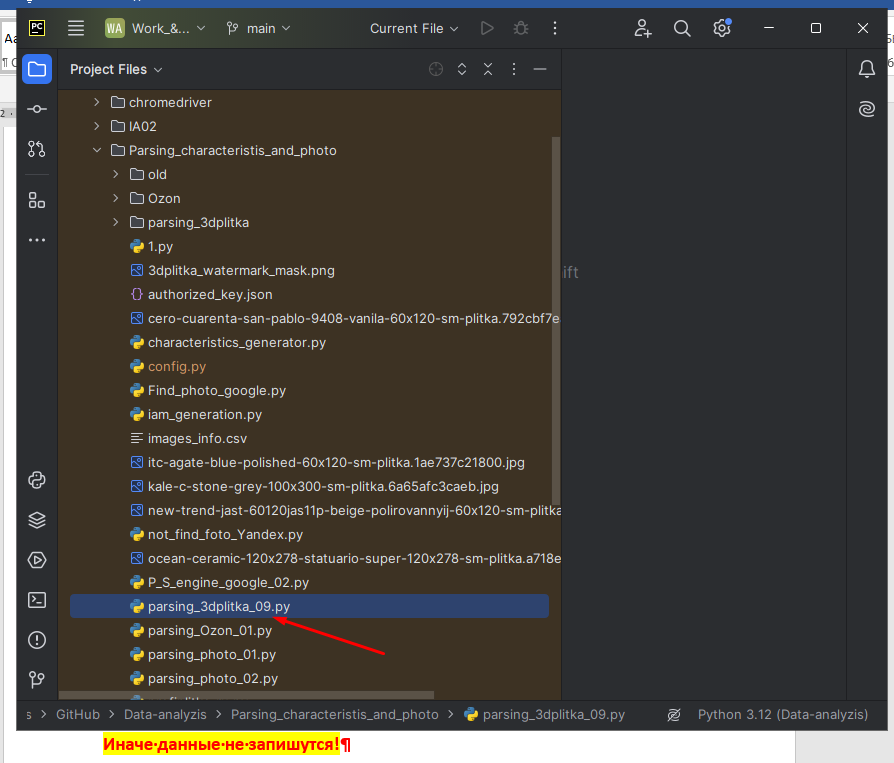 WA Work_&... main Current File
Project Files
chromedriver
IA02
Parsing_characteristis_and_photo
old
Ozon
parsing_3dplitka
1.py
3dplitka_watermark_mask.png
ift
authorized_key.json
cero-cuarenta-san-pablo-9408-vanila-60x120-sm-plitka.792cbf7e
characteristics_generator.py
config.py
Find_photo_google.py
iam_generation.py
images_info.csv
itc-agate-blue-polished-60x120-sm-plitka.1ae737c21800.jpg
kale-c-stone-grey-100x300-sm-plitka.6a65afc3caeb.jpg
new-trend-jast-60120jas11p-beige-polirovannyij-60x120-sm-plitka
not_find_foto_Yandex.py
ocean-ceramic-120x278-statuario-super-120x278-sm-plitka.a718e
P_S_engine_google_02.py
parsing_3dplitka_09.py
parsing_Ozon_01.py
parsing_photo_01.py
parsing_photo_02.py
s > GitHub > Data-analyzis > Parsing_characteristis_and_photo > parsing_3dplitka_09.py Python 3.12 (Data-analyzis)
Иначе·данные·не·запишутся!¶